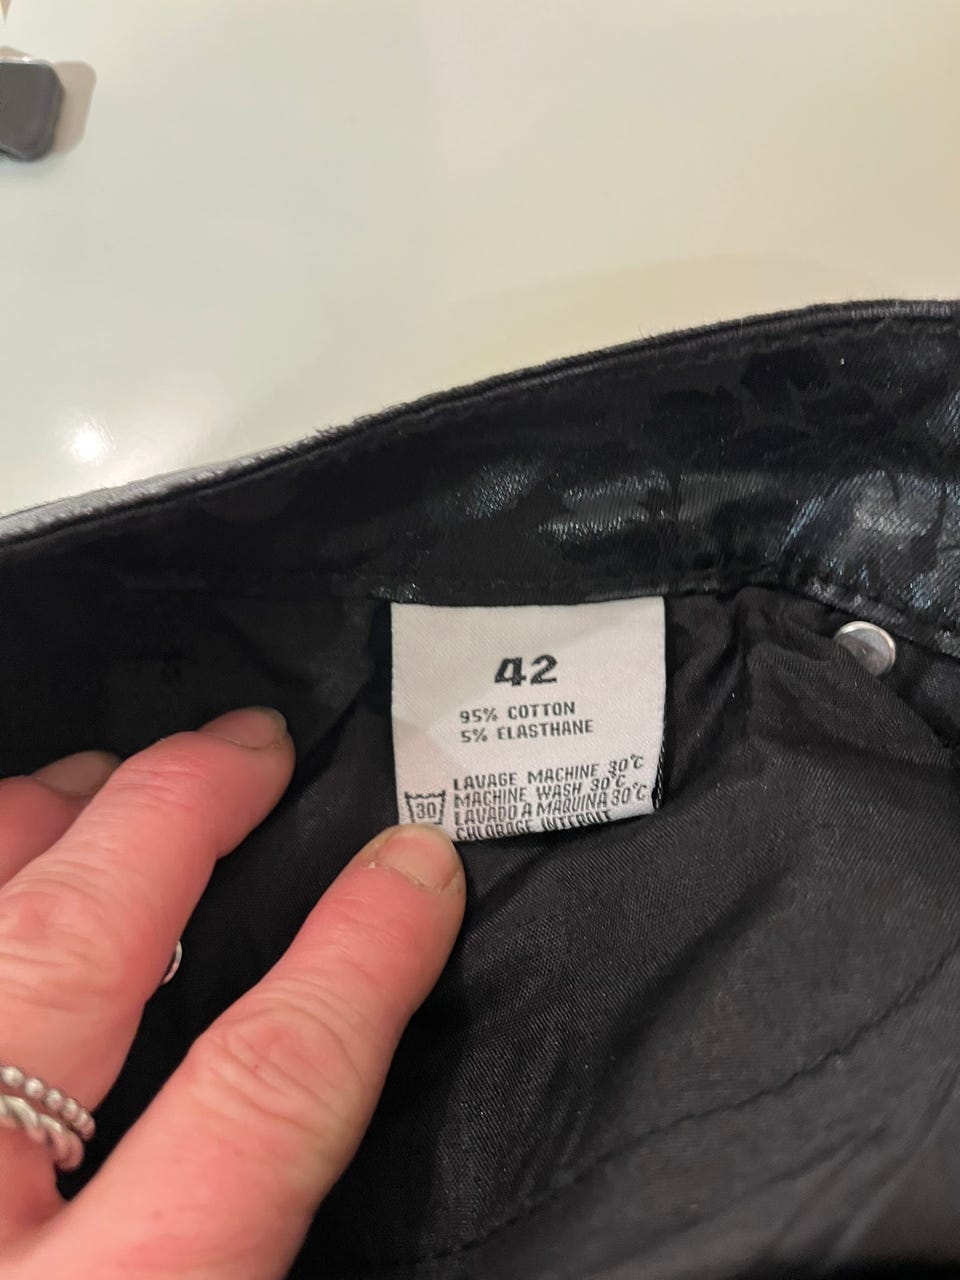 42
95% COTTON
5% ELASTHANE
LAVAGE MACHINE 30°C
MACHINE WASH 30°C
30
LAVADO A MAQUINA 30°C
CHLORAGE INTERDIT